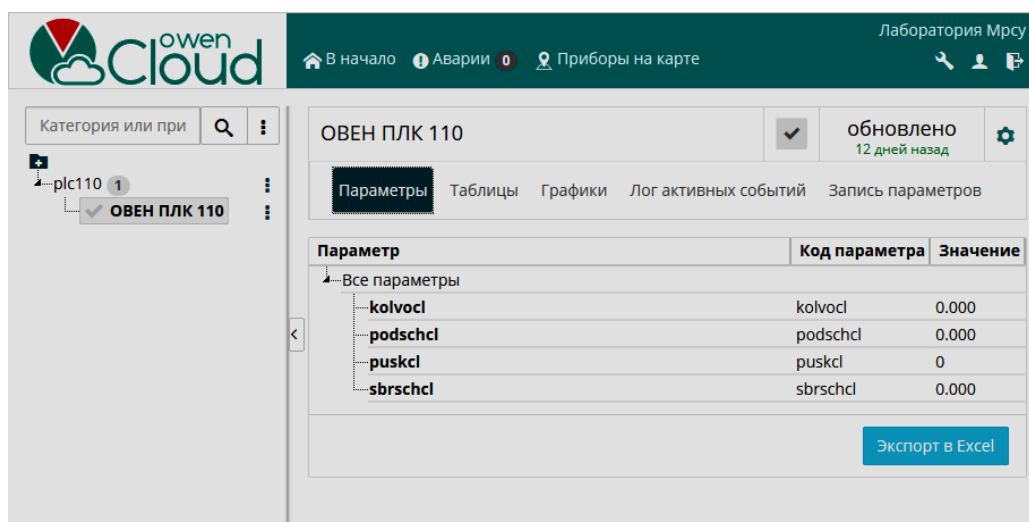 owen
Cloud
Лаборатория Мрсу
В начало Аварии 0 Приборы на карте
Категория или при
plc110 1
ОВЕН ПЛК 110
ОВЕН ПЛК 110
обновлено
12 дней назад
Параметры Таблицы Графики Лог активных событий Запись параметров
Параметр Код параметра Значение
Все параметры
kolvocl kolvocl 0.000
podschcl podschcl 0.000
puskcl puskcl 0
sbrschcl sbrschcl 0.000
Экспорт в Excel